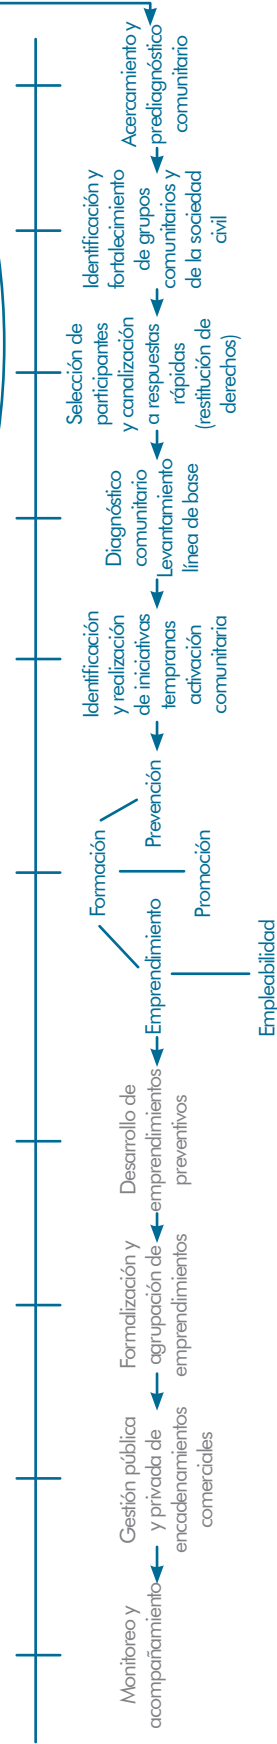 Acercamiento y
prediagnóstico
comunitario
Identificación y
fortalecimiento
de grupos
comunitarios y
de la sociedad
civil
Selección de
participantes
y canalización
a respuestas
rápidas
(restitución de
derechos)
Diagnóstico
comunitario
Levantamiento
línea de base
Identificación
y realización
de iniciativas
tempranas
activación
comunitaria
Formación
Prevención
Promoción
Emprendimiento
Empleabilidad
Desarrollo de
emprendimientos
preventivos
Formalización y
agrupación de
emprendimientos
Gestión pública
y privada de
encadenamientos
comerciales
Monitoreo y
acompañamiento